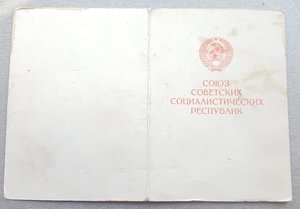 СОЮЗ
СОВЕТСКИХ
СОЦИАЛИСТИЧЕСКИХ
РЕСПУБЛИК